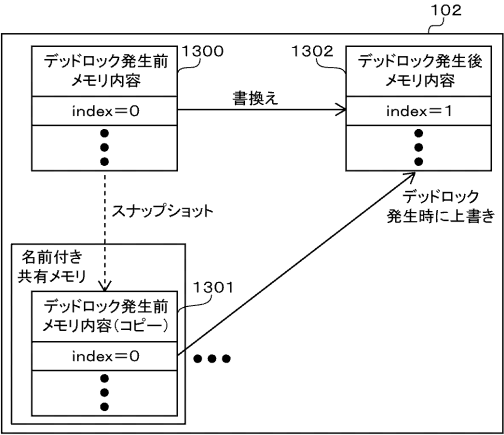 102
デッドロック発生前
メモリ内容
1300
index=0
書換え
1302
デッドロック発生後
メモリ内容
index=1
スナップショット
デッドロック
発生時に上書き
名前付き
共有メモリ
デッドロック発生前
メモリ内容(コピー)
1301
index=0